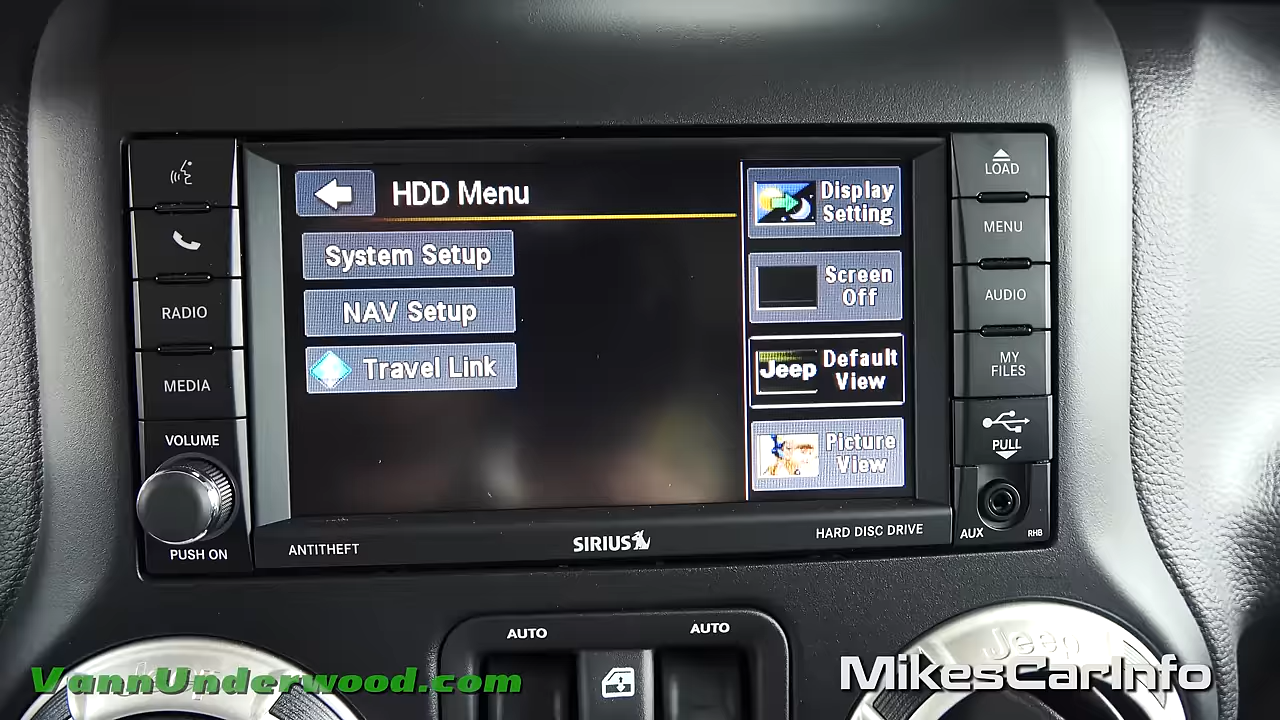 HDD Menu
System Setup
NAV Setup
Travel Link
Display
Setting
Screen
Off
Jeep
Default
View
Picture
View
RADIO
MEDIA
VOLUME
PUSH ON
LOAD
MENU
AUDIO
MY
FILES
PULL
AUX
RHB
ANTITHEFT
SIRIUS
HARD DISC DRIVE
AUTO
AUTO
Jeep
Jeep
VannUnderwood.com
MikesCarInfo